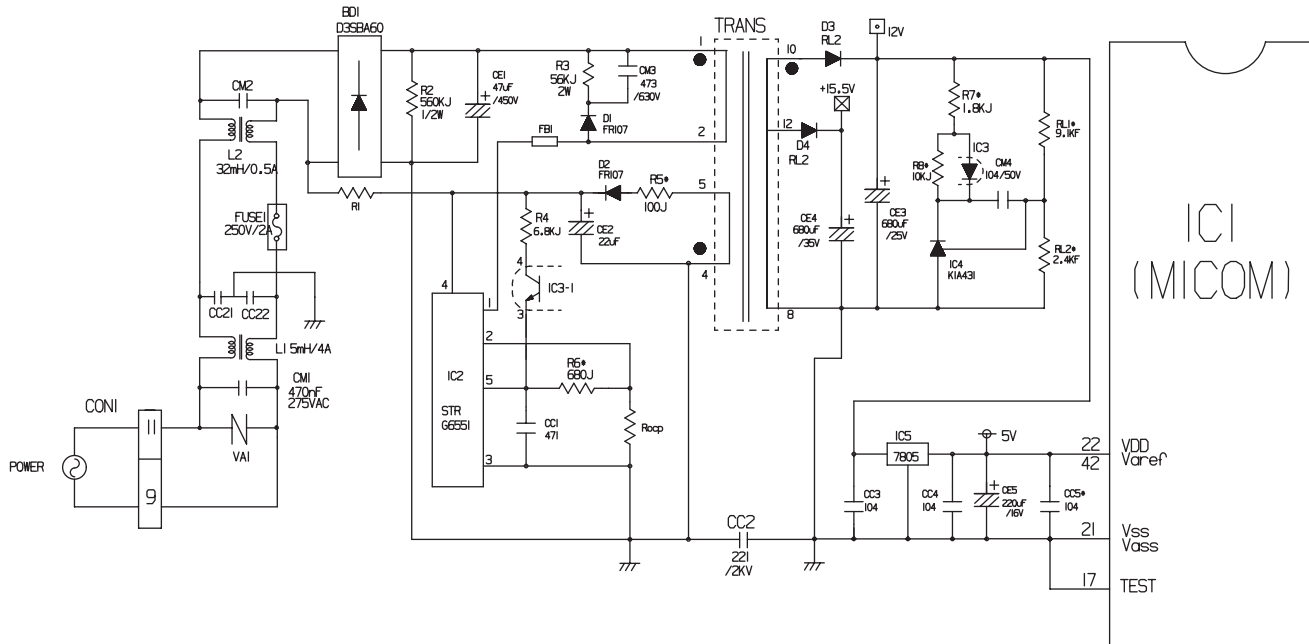 BD1
D3SBA60
TRANS
D3
RL2
12V
1
10
CM2
R2
560KJ
1/2W
CE1
47uF
/450V
R3
56KJ
2W
CM3
473
/630V
+15.5V
R7*
1.8KJ
RL1*
9.1KF
D1
FR107
FB1
2
12
D4
RL2
IC3
R8*
10KJ
CM4
104/50V
L2
32mH/0.5A
D2
FR107
R5*
100J
5
R1
FUSE1
250V/2A
R4
6.8KJ
CE2
22uF
CE4
680uF
/35V
CE3
680uF
/25V
IC4
KIA431
RL2*
2.4KF
IC1
(MICOM)
4
4
4
IC3-1
3
8
CC21
CC22
1
2
L1 5mH/4A
IC2
5
R6*
680J
STR
G6551
CM1
470nF
275VAC
CON1
11
VA1
CC1
471
Rocp
3
POWER
9
IC5
7805
5V
22
VDD
42
Varef
CC3
104
CC4
104
CE5
220uF
/16V
CC5*
104
CC2
221
/2KV
21
Vss
Vass
17
TEST